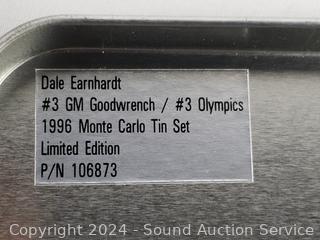 Dale Earnhardt
#3 GM Goodwrench / #3 Olympics
1996 Monte Carlo Tin Set
Limited Edition
P/N 106873
Copyright 2024 - Sound Auction Service